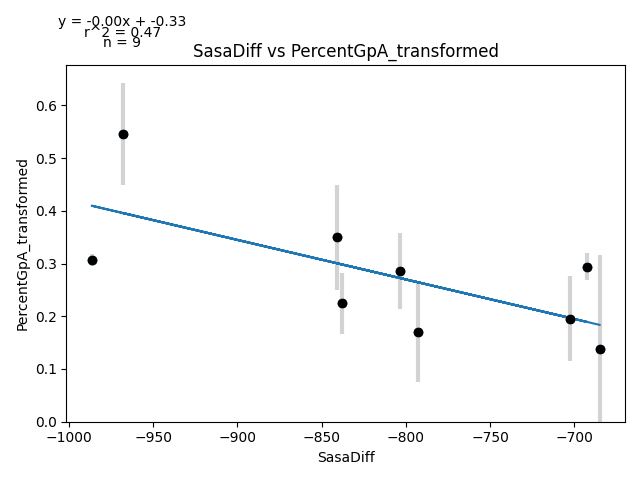 y = -0.00x + -0.33
r^2 = 0.47
n = 9
SasaDiff vs PercentGpA_transformed
PercentGpA_transformed
0.6
0.5
0.4
0.3
0.2
0.1
0.0
−1000 −950 −900 −850 −800 −750 −700
SasaDiff